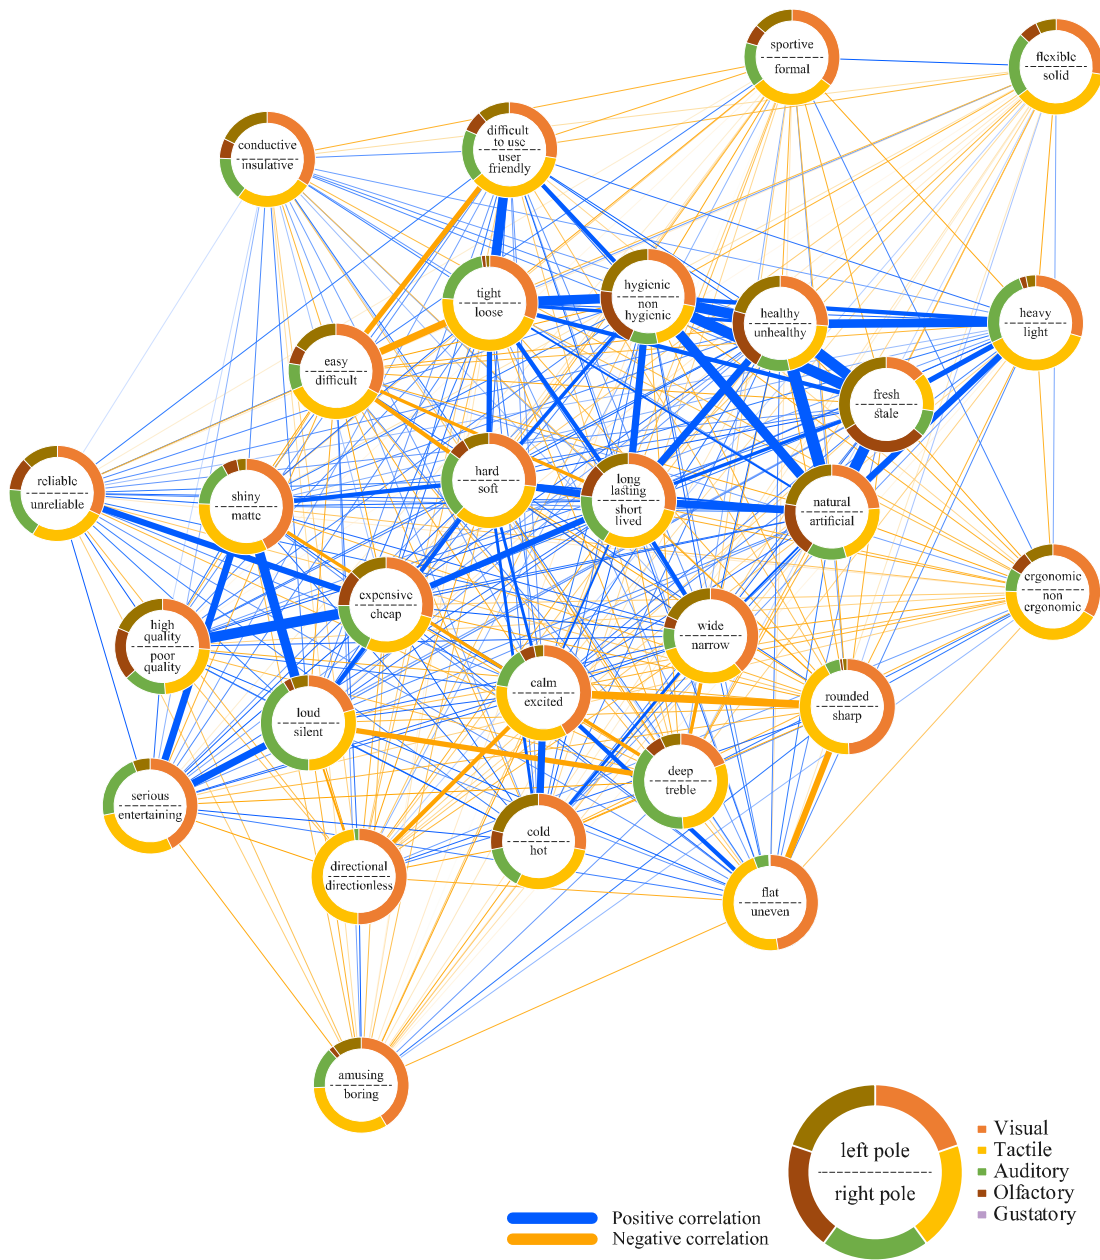 sportive
formal
flexible
solid
conductive
insulative
difficult
to use
user
friendly
tight
loose
hygienic
non
hygienic
healthy
unhealthy
heavy
light
easy
difficult
fresh
stale
reliable
unreliable
shiny
matte
hard
soft
long
lasting
short
lived
natural
artificial
expensive
cheap
ergonomic
non
ergonomic
high
quality
poor
quality
wide
narrow
calm
excited
rounded
sharp
loud
silent
deep
treble
serious
entertaining
cold
hot
directional
directionless
flat
uneven
amusing
boring
left pole
right pole
Visual
Tactile
Auditory
Olfactory
Gustatory
Positive correlation
Negative correlation